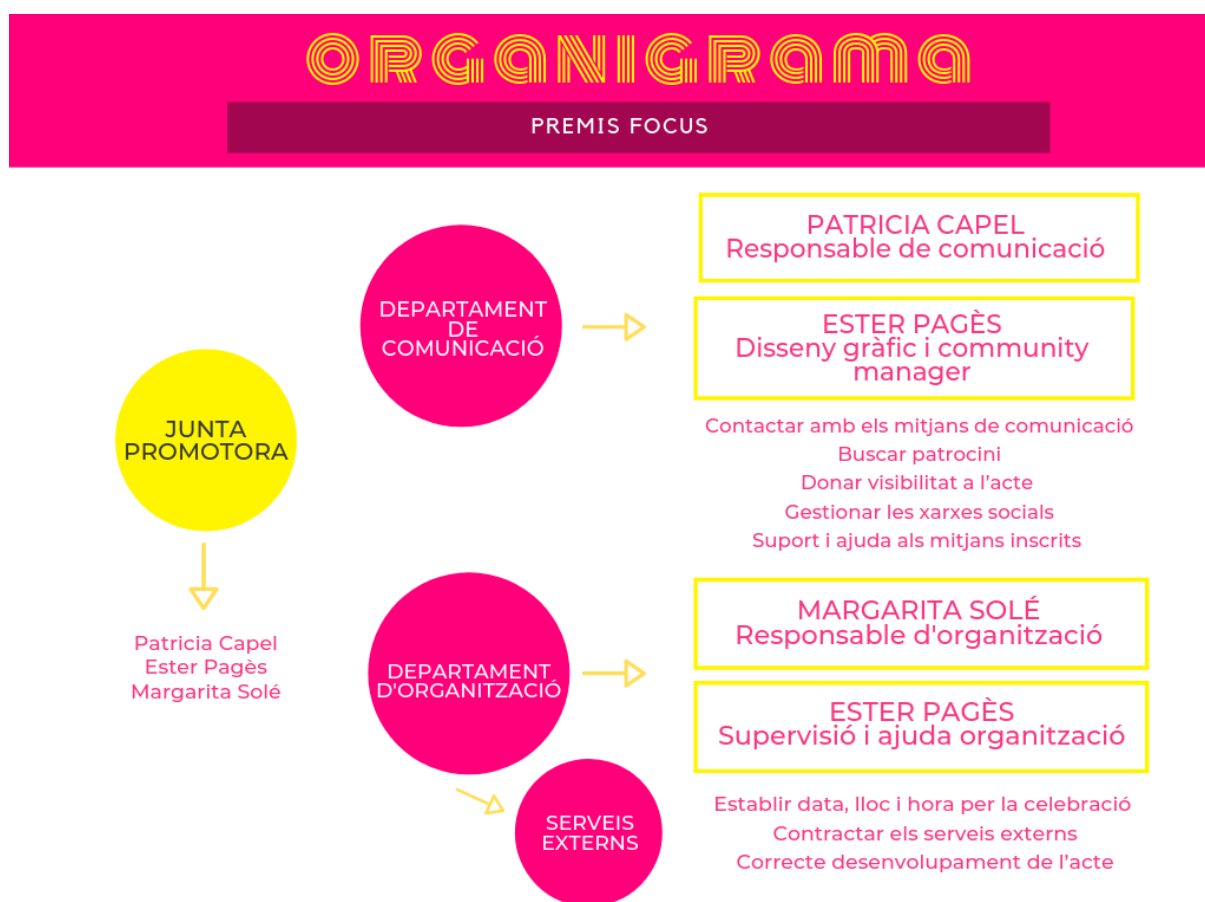 ORGANIGRAMA
PREMIS FOCUS
JUNTA
PROMOTORA
Patricia Capel
Ester Pagès
Margarita Solé
DEPARTAMENT
DE
COMUNICACIÓ
PATRICIA CAPEL
Responsable de comunicació
ESTER PAGÈS
Disseny gràfic i community
manager
Contactar amb els mitjans de comunicació
Buscar patrocini
Donar visibilitat a l’acte
Gestionar les xarxes socials
Suport i ajuda als mitjans inscrits
DEPARTAMENT
D'ORGANITZACIÓ
MARGARITA SOLÉ
Responsable d'organització
ESTER PAGÈS
Supervisió i ajuda organització
SERVEIS
EXTERNS
Establir data, lloc i hora per la celebració
Contractar els serveis externs
Correcte desenvolupament de l’acte